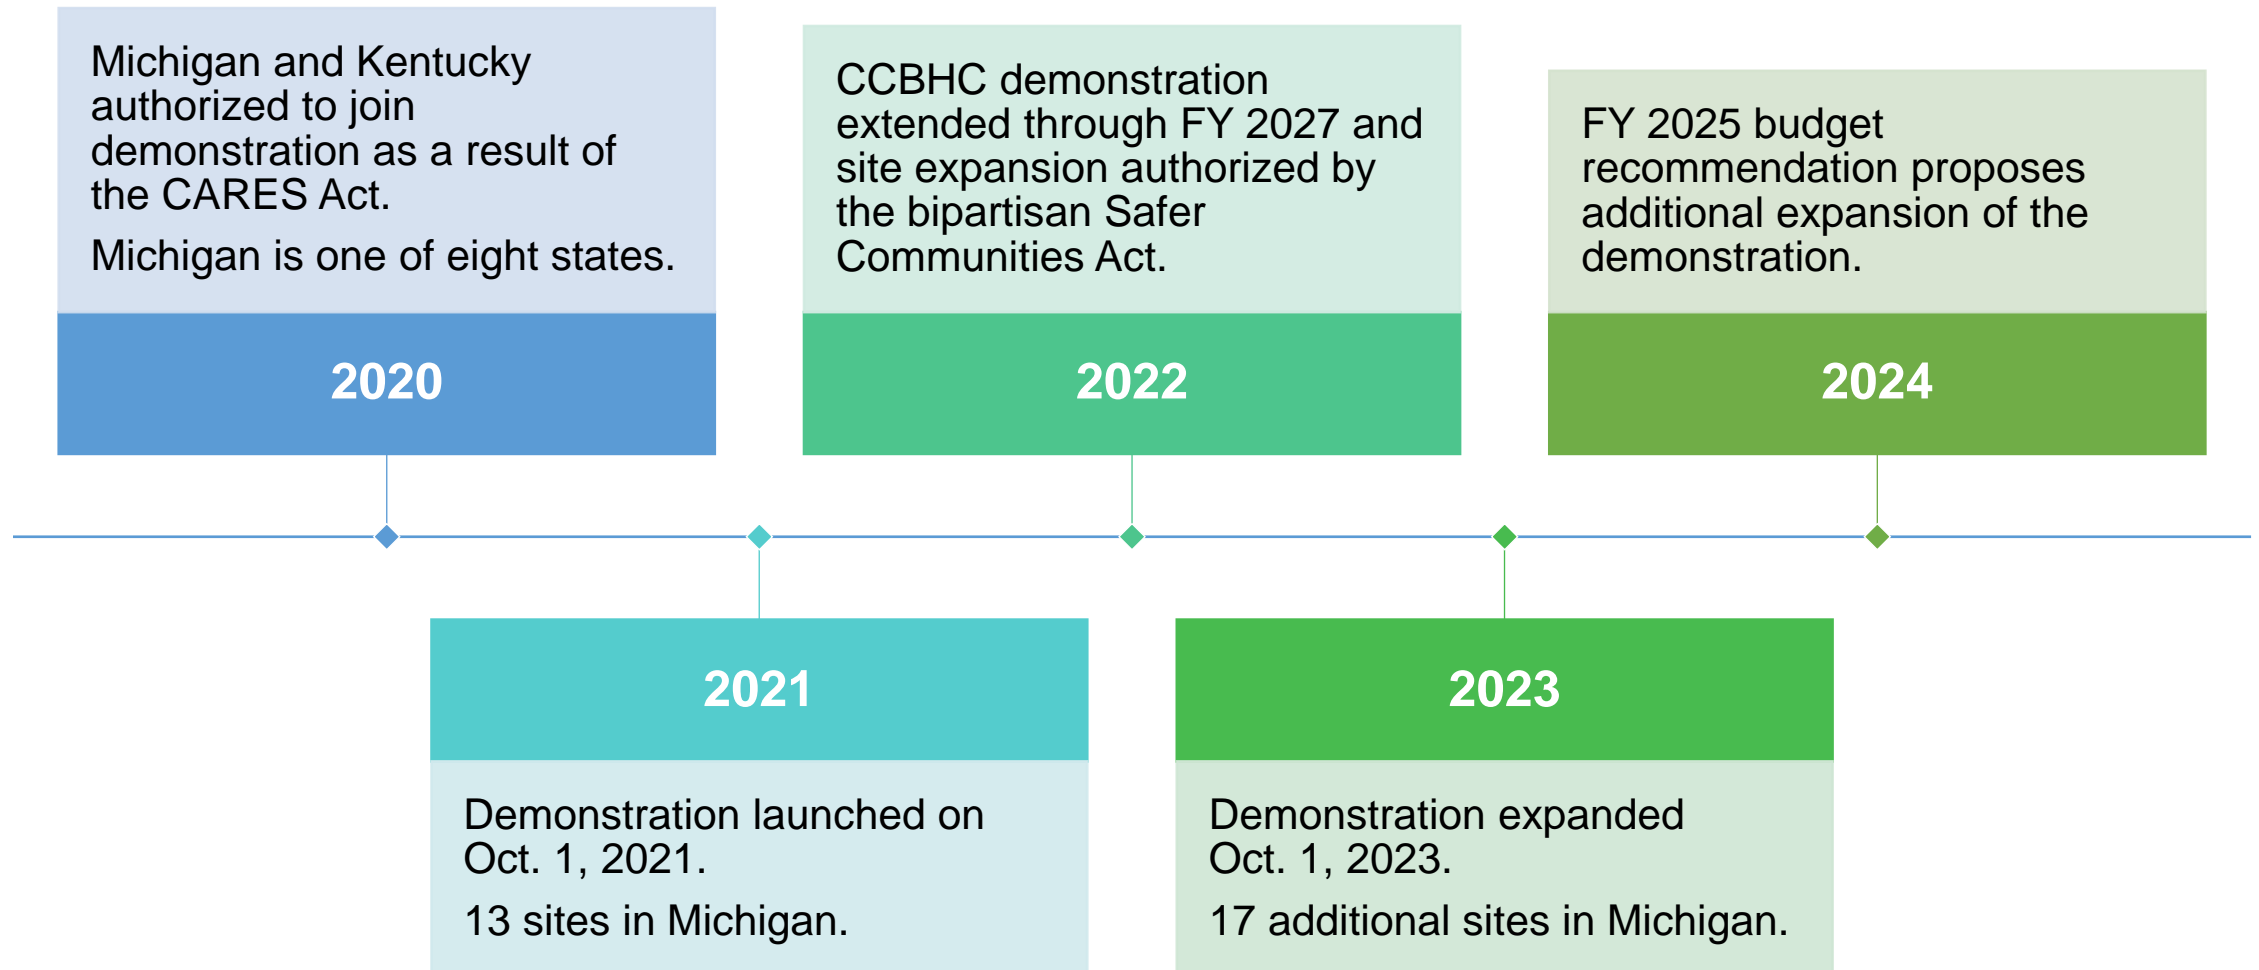 Michigan and Kentucky
authorized to join
demonstration as a result of
the CARES Act.
Michigan is one of eight states.
2020
Demonstration launched on
Oct. 1, 2021.
13 sites in Michigan.
2021
CCBHC demonstration
extended through FY 2027 and
site expansion authorized by
the bipartisan Safer
Communities Act.
2022
2023
Demonstration expanded
Oct. 1, 2023.
17 additional sites in Michigan.
FY 2025 budget
recommendation proposes
additional expansion of the
demonstration.
2024